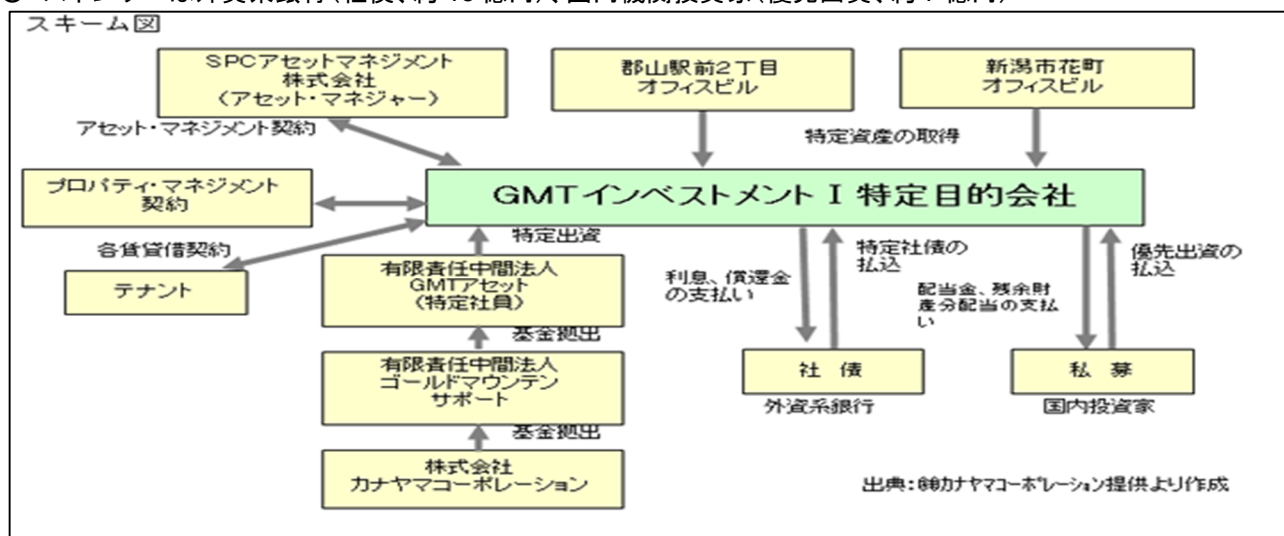 スキーム図
SPCアセットマネジメント
株式会社
（アセット・マネジャー）
郡山駅前2丁目
オフィスビル
新潟市花町
オフィスビル
アセット・マネジメント契約
特定資産の取得
プロパティ・マネジメント
契約
GMTインベストメント Ⅰ 特定目的会社
各賃貸借契約
テナント
特定出資
有限責任中間法人
GMTアセット
（特定社員）
基金拠出
有限責任中間法人
ゴールドマウンテン
サポート
基金拠出
株式会社
カナヤマコーポレーション
利息、償還金
の支払い
特定社債の
払込
配当金、残余財
産分配当の支払
い
優先出資の
払込
社 債
外資系銀行
私 募
国内投資家
カナヤマコーポレーション提供より作成